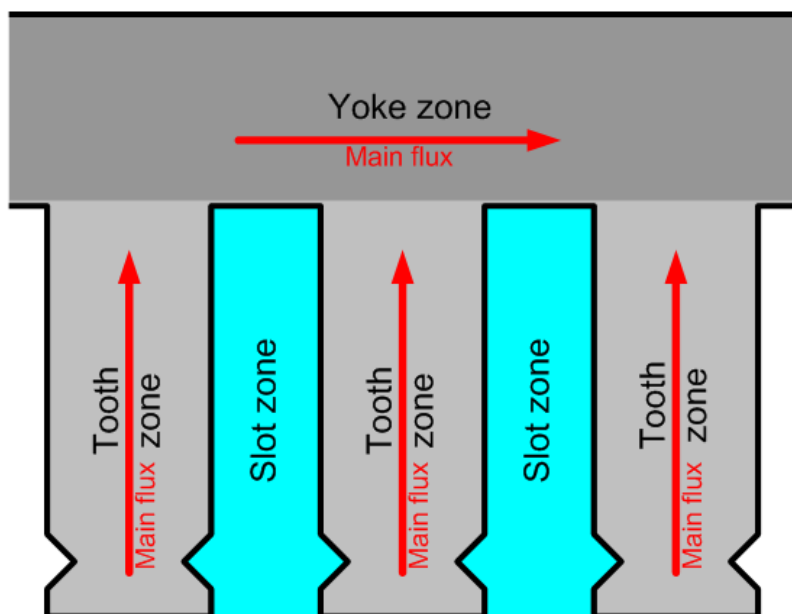 Yoke zone
Main flux
Tooth
zone
Main flux
Slot zone
Tooth
zone
Main flux
Slot zone
Tooth
zone
Main flux